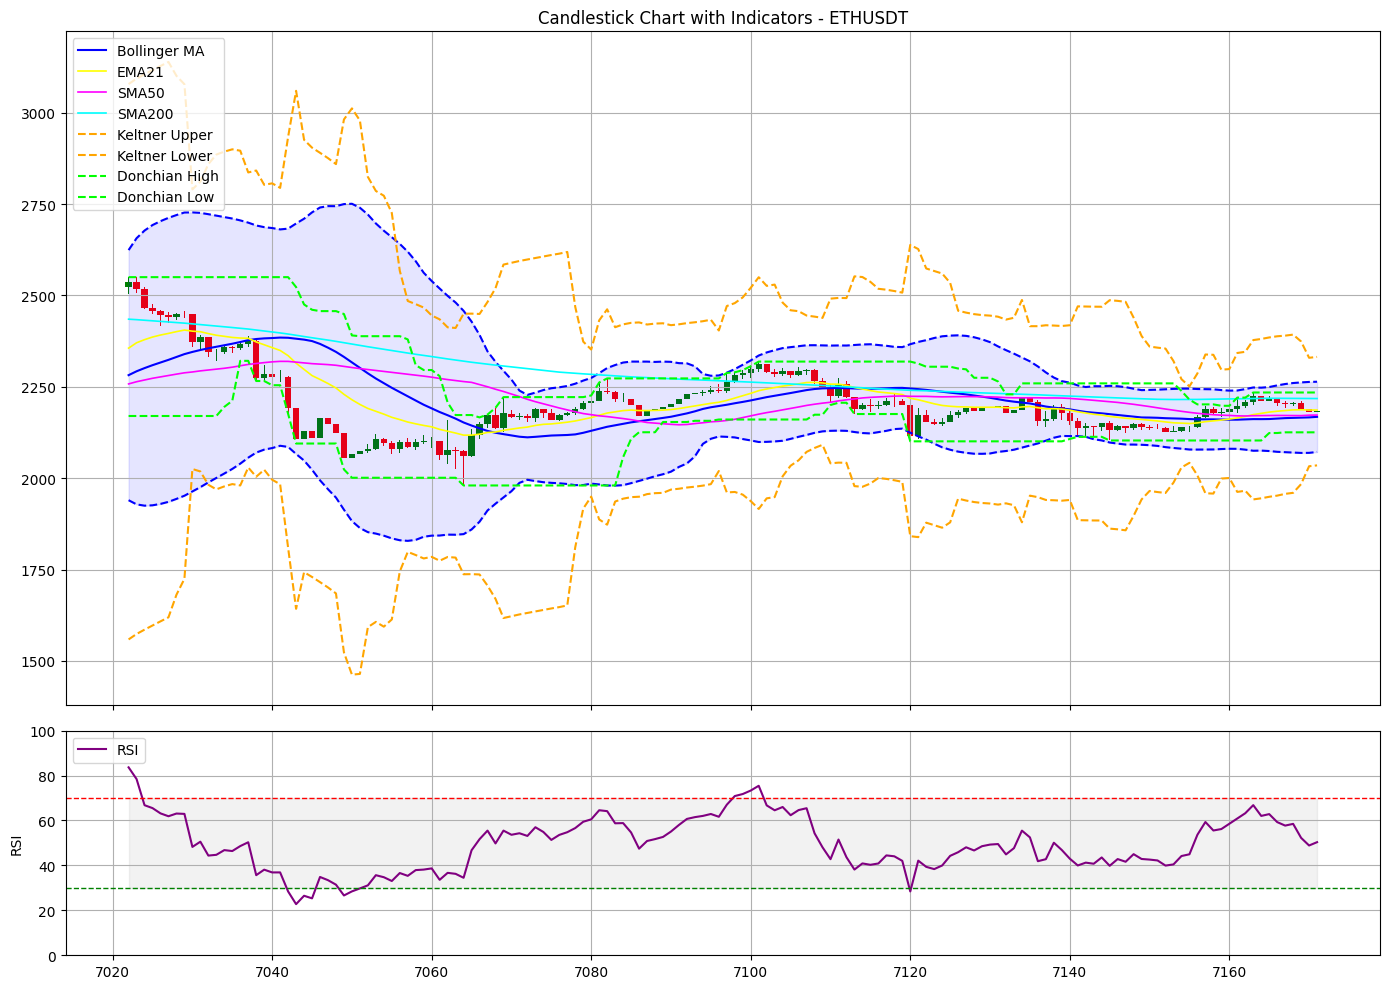 Candlestick Chart with Indicators - ETHUSDT
Bollinger MA
EMA21
SMA50
SMA200
Keltner Upper
Keltner Lower
Donchian High
Donchian Low
3000
2750
2500
2250
2000
1750
1500
RSI
100
80
60
40
20
0
RSI
7020 7040 7060 7080 7100 7120 7140 7160